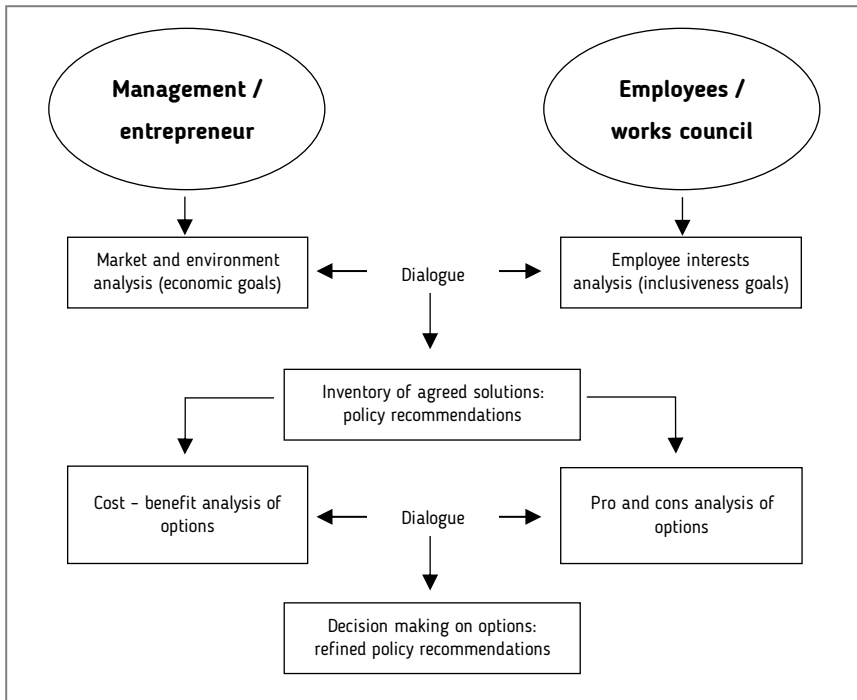 Management /
entrepreneur
Employees /
works council
Market and environment
analysis (economic goals)
Dialogue
Employee interests
analysis (inclusiveness goals)
Inventory of agreed solutions:
policy recommendations
Cost – benefit analysis of
options
Dialogue
Pro and cons analysis of
options
Decision making on options:
refined policy recommendations